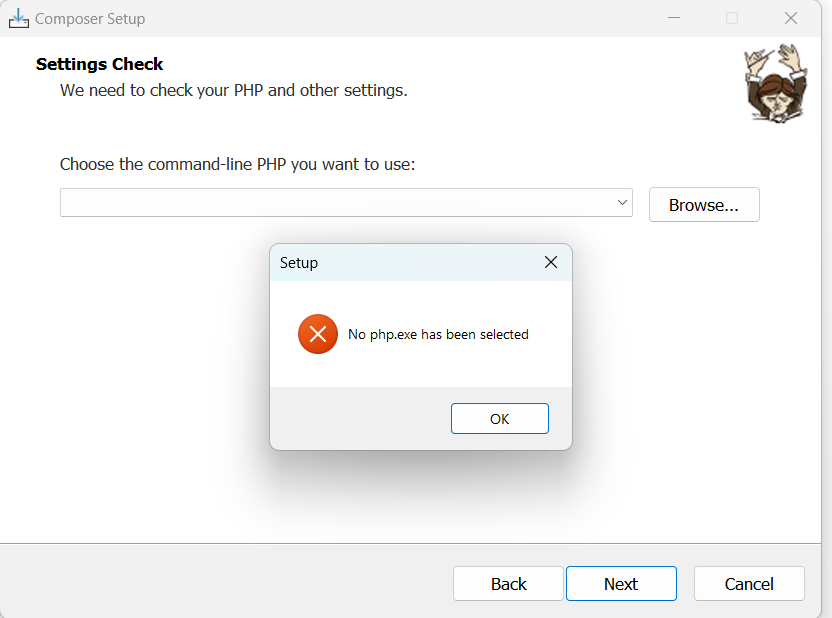 Composer Setup
Settings Check
We need to check your PHP and other settings.
Choose the command-line PHP you want to use:
Browse...
Setup
No php.exe has been selected
OK
Back
Next
Cancel